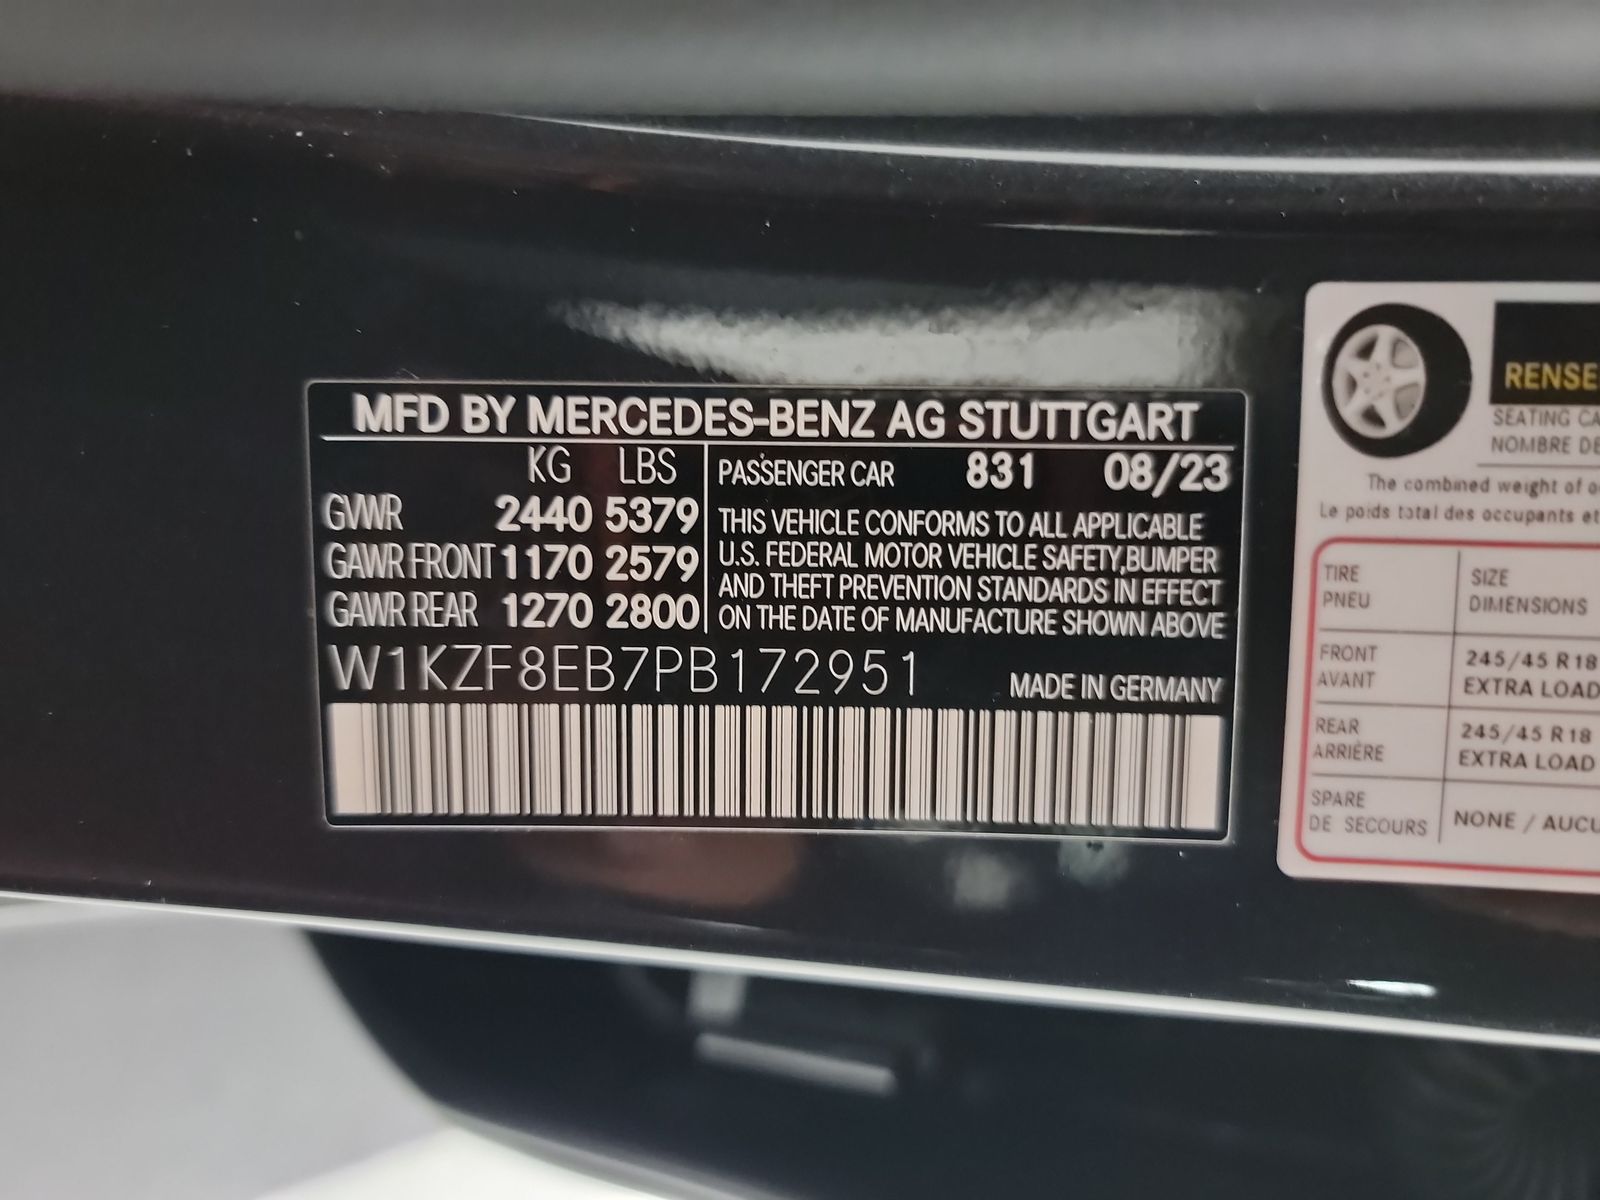 MFD BY MERCEDES-BENZ AG STUTTGART
KG LBS
GVWR 2440 5379
GAWR FRONT 1170 2579
GAWR REAR 1270 2800
PASSENGER CAR 831 08/23
THIS VEHICLE CONFORMS TO ALL APPLICABLE
U.S. FEDERAL MOTOR VEHICLE SAFETY,BUMPER
AND THEFT PREVENTION STANDARDS IN EFFECT
ON THE DATE OF MANUFACTURE SHOWN ABOVE
W1KZF8EB7PB172951
MADE IN GERMANY
RENSE
SEATING CA
NOMBRE DE
The combined weight of o
Le poids total des occupants et
TIRE SIZE
PNEU DIMENSIONS
FRONT 245/45 R18
AVANT EXTRA LOAD
REAR 245/45 R18
ARRIÈRE EXTRA LOAD
SPARE NONE / AUCU
DE SECOURS